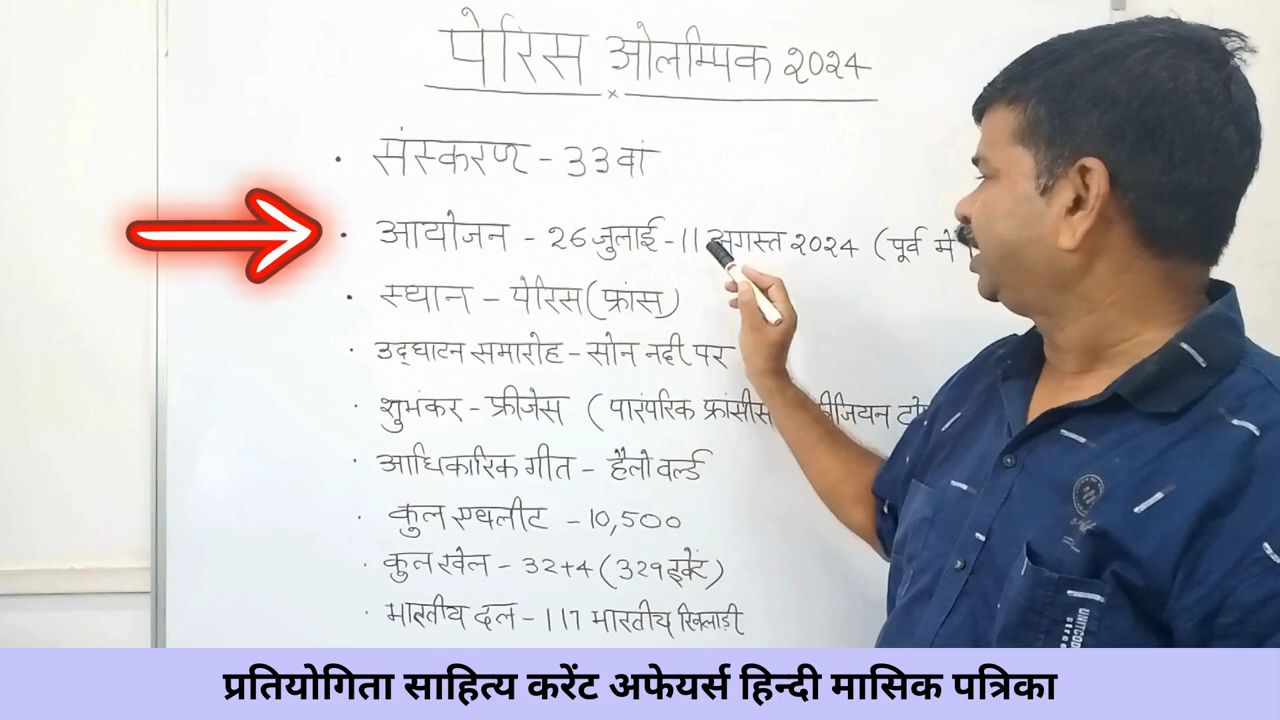 पेरिस ओलम्पिक 2024
• संस्करण - 33वां
• आयोजन - 26 जुलाई - 11 अगस्त 2024 (पूर्व में
• स्थान - पेरिस (फ्रांस)
• उद्घाटन समारोह - सोन नदी पर
• शुभंकर - फ्रीजेस (पारंपरिक फ्रांसीस
• आधिकारिक गीत - हैलो वर्ल्ड
• कुल एथलीट - 10,500
• कुल खेल - 32+4 (329 इवेंट)
• भारतीय दल - 117 भारतीय खिलाड़ी
UNITCOD
प्रतियोगिता साहित्य करेंट अफेयर्स हिन्दी मासिक पत्रिका